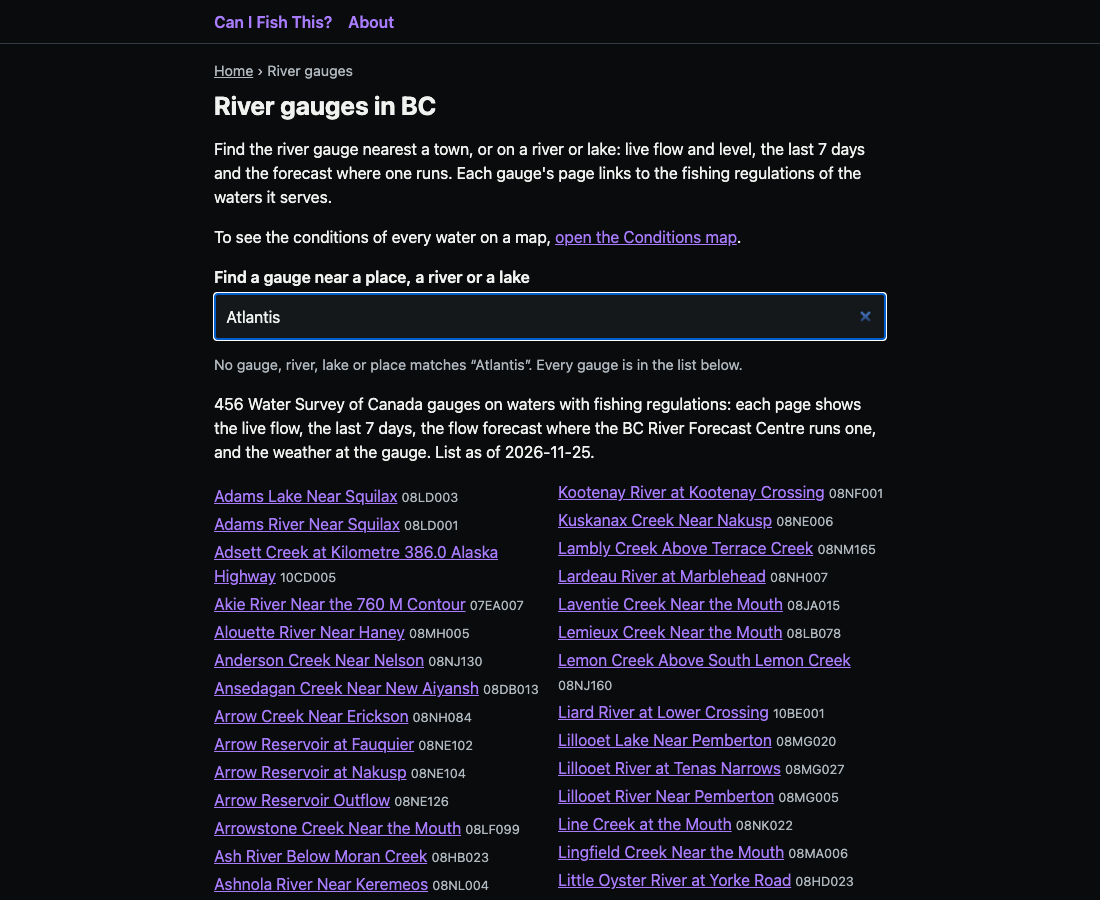 Can I Fish This? About
Home › River gauges
River gauges in BC
Find the river gauge nearest a town, or on a river or lake: live flow and level, the last 7 days
and the forecast where one runs. Each gauge's page links to the fishing regulations of the
waters it serves.
To see the conditions of every water on a map, open the Conditions map.
Find a gauge near a place, a river or a lake
Atlantis
No gauge, river, lake or place matches “Atlantis”. Every gauge is in the list below.
456 Water Survey of Canada gauges on waters with fishing regulations: each page shows
the live flow, the last 7 days, the flow forecast where the BC River Forecast Centre runs one,
and the weather at the gauge. List as of 2026-11-25.
Adams Lake Near Squilax 08LD003
Adams River Near Squilax 08LD001
Adsett Creek at Kilometre 386.0 Alaska
Highway 10CD005
Akie River Near the 760 M Contour 07EA007
Alouette River Near Haney 08MH005
Anderson Creek Near Nelson 08NJ130
Ansedagan Creek Near New Aiyansh 08DB013
Arrow Creek Near Erickson 08NH084
Arrow Reservoir at Fauquier 08NE102
Arrow Reservoir at Nakusp 08NE104
Arrow Reservoir Outflow 08NE126
Arrowstone Creek Near the Mouth 08LF099
Ash River Below Moran Creek 08HB023
Ashnola River Near Keremeos 08NL004
Kootenay River at Kootenay Crossing 08NF001
Kuskanax Creek Near Nakusp 08NE006
Lambly Creek Above Terrace Creek 08NM165
Lardeau River at Marblehead 08NH007
Laventie Creek Near the Mouth 08JA015
Lemieux Creek Near the Mouth 08LB078
Lemon Creek Above South Lemon Creek
08NJ160
Liard River at Lower Crossing 10BE001
Lillooet Lake Near Pemberton 08MG020
Lillooet River at Tenas Narrows 08MG027
Lillooet River Near Pemberton 08MG005
Line Creek at the Mouth 08NK022
Lingfield Creek Near the Mouth 08MA006
Little Oyster River at Yorke Road 08HD023